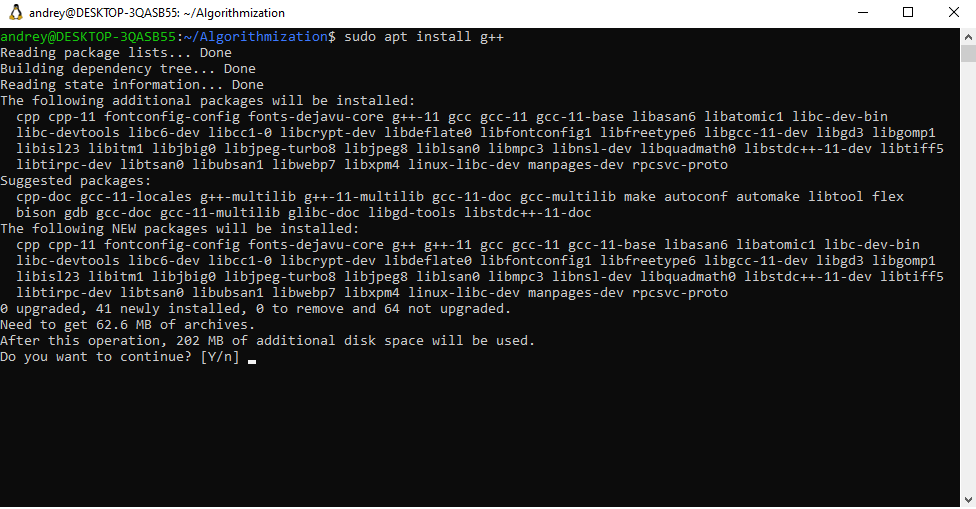 andrey@DESKTOP-3QASB55: ~/Algorithmization
andrey@DESKTOP-3QASB55:~/Algorithmization$ sudo apt install g++
Reading package lists... Done
Building dependency tree... Done
Reading state information... Done
The following additional packages will be installed:
  cpp cpp-11 fontconfig-config fonts-dejavu-core g++-11 gcc gcc-11 gcc-11-base libasan6 libatomic1 libc-dev-bin
  libc-devtools libc6-dev libcc1-0 libcrypt-dev libdeflate0 libfontconfig1 libfreetype6 libgcc-11-dev libgd3 libgomp1
  libisl23 libitm1 libjbig0 libjpeg-turbo8 libjpeg8 liblsan0 libmpc3 libnsl-dev libquadmath0 libstdc++-11-dev libtiff5
  libtirpc-dev libtsan0 libubsan1 libwebp7 libxpm4 linux-libc-dev manpages-dev rpcsvc-proto
Suggested packages:
  cpp-doc gcc-11-locales g++-multilib g++-11-multilib gcc-11-doc gcc-multilib make autoconf automake libtool flex
  bison gdb gcc-doc gcc-11-multilib glibc-doc libgd-tools libstdc++-11-doc
The following NEW packages will be installed:
  cpp cpp-11 fontconfig-config fonts-dejavu-core g++ g++-11 gcc gcc-11 gcc-11-base libasan6 libatomic1 libc-dev-bin
  libc-devtools libc6-dev libcc1-0 libcrypt-dev libdeflate0 libfontconfig1 libfreetype6 libgcc-11-dev libgd3 libgomp1
  libisl23 libitm1 libjbig0 libjpeg-turbo8 libjpeg8 liblsan0 libmpc3 libnsl-dev libquadmath0 libstdc++-11-dev libtiff5
  libtirpc-dev libtsan0 libubsan1 libwebp7 libxpm4 linux-libc-dev manpages-dev rpcsvc-proto
0 upgraded, 41 newly installed, 0 to remove and 64 not upgraded.
Need to get 62.6 MB of archives.
After this operation, 202 MB of additional disk space will be used.
Do you want to continue? [Y/n]